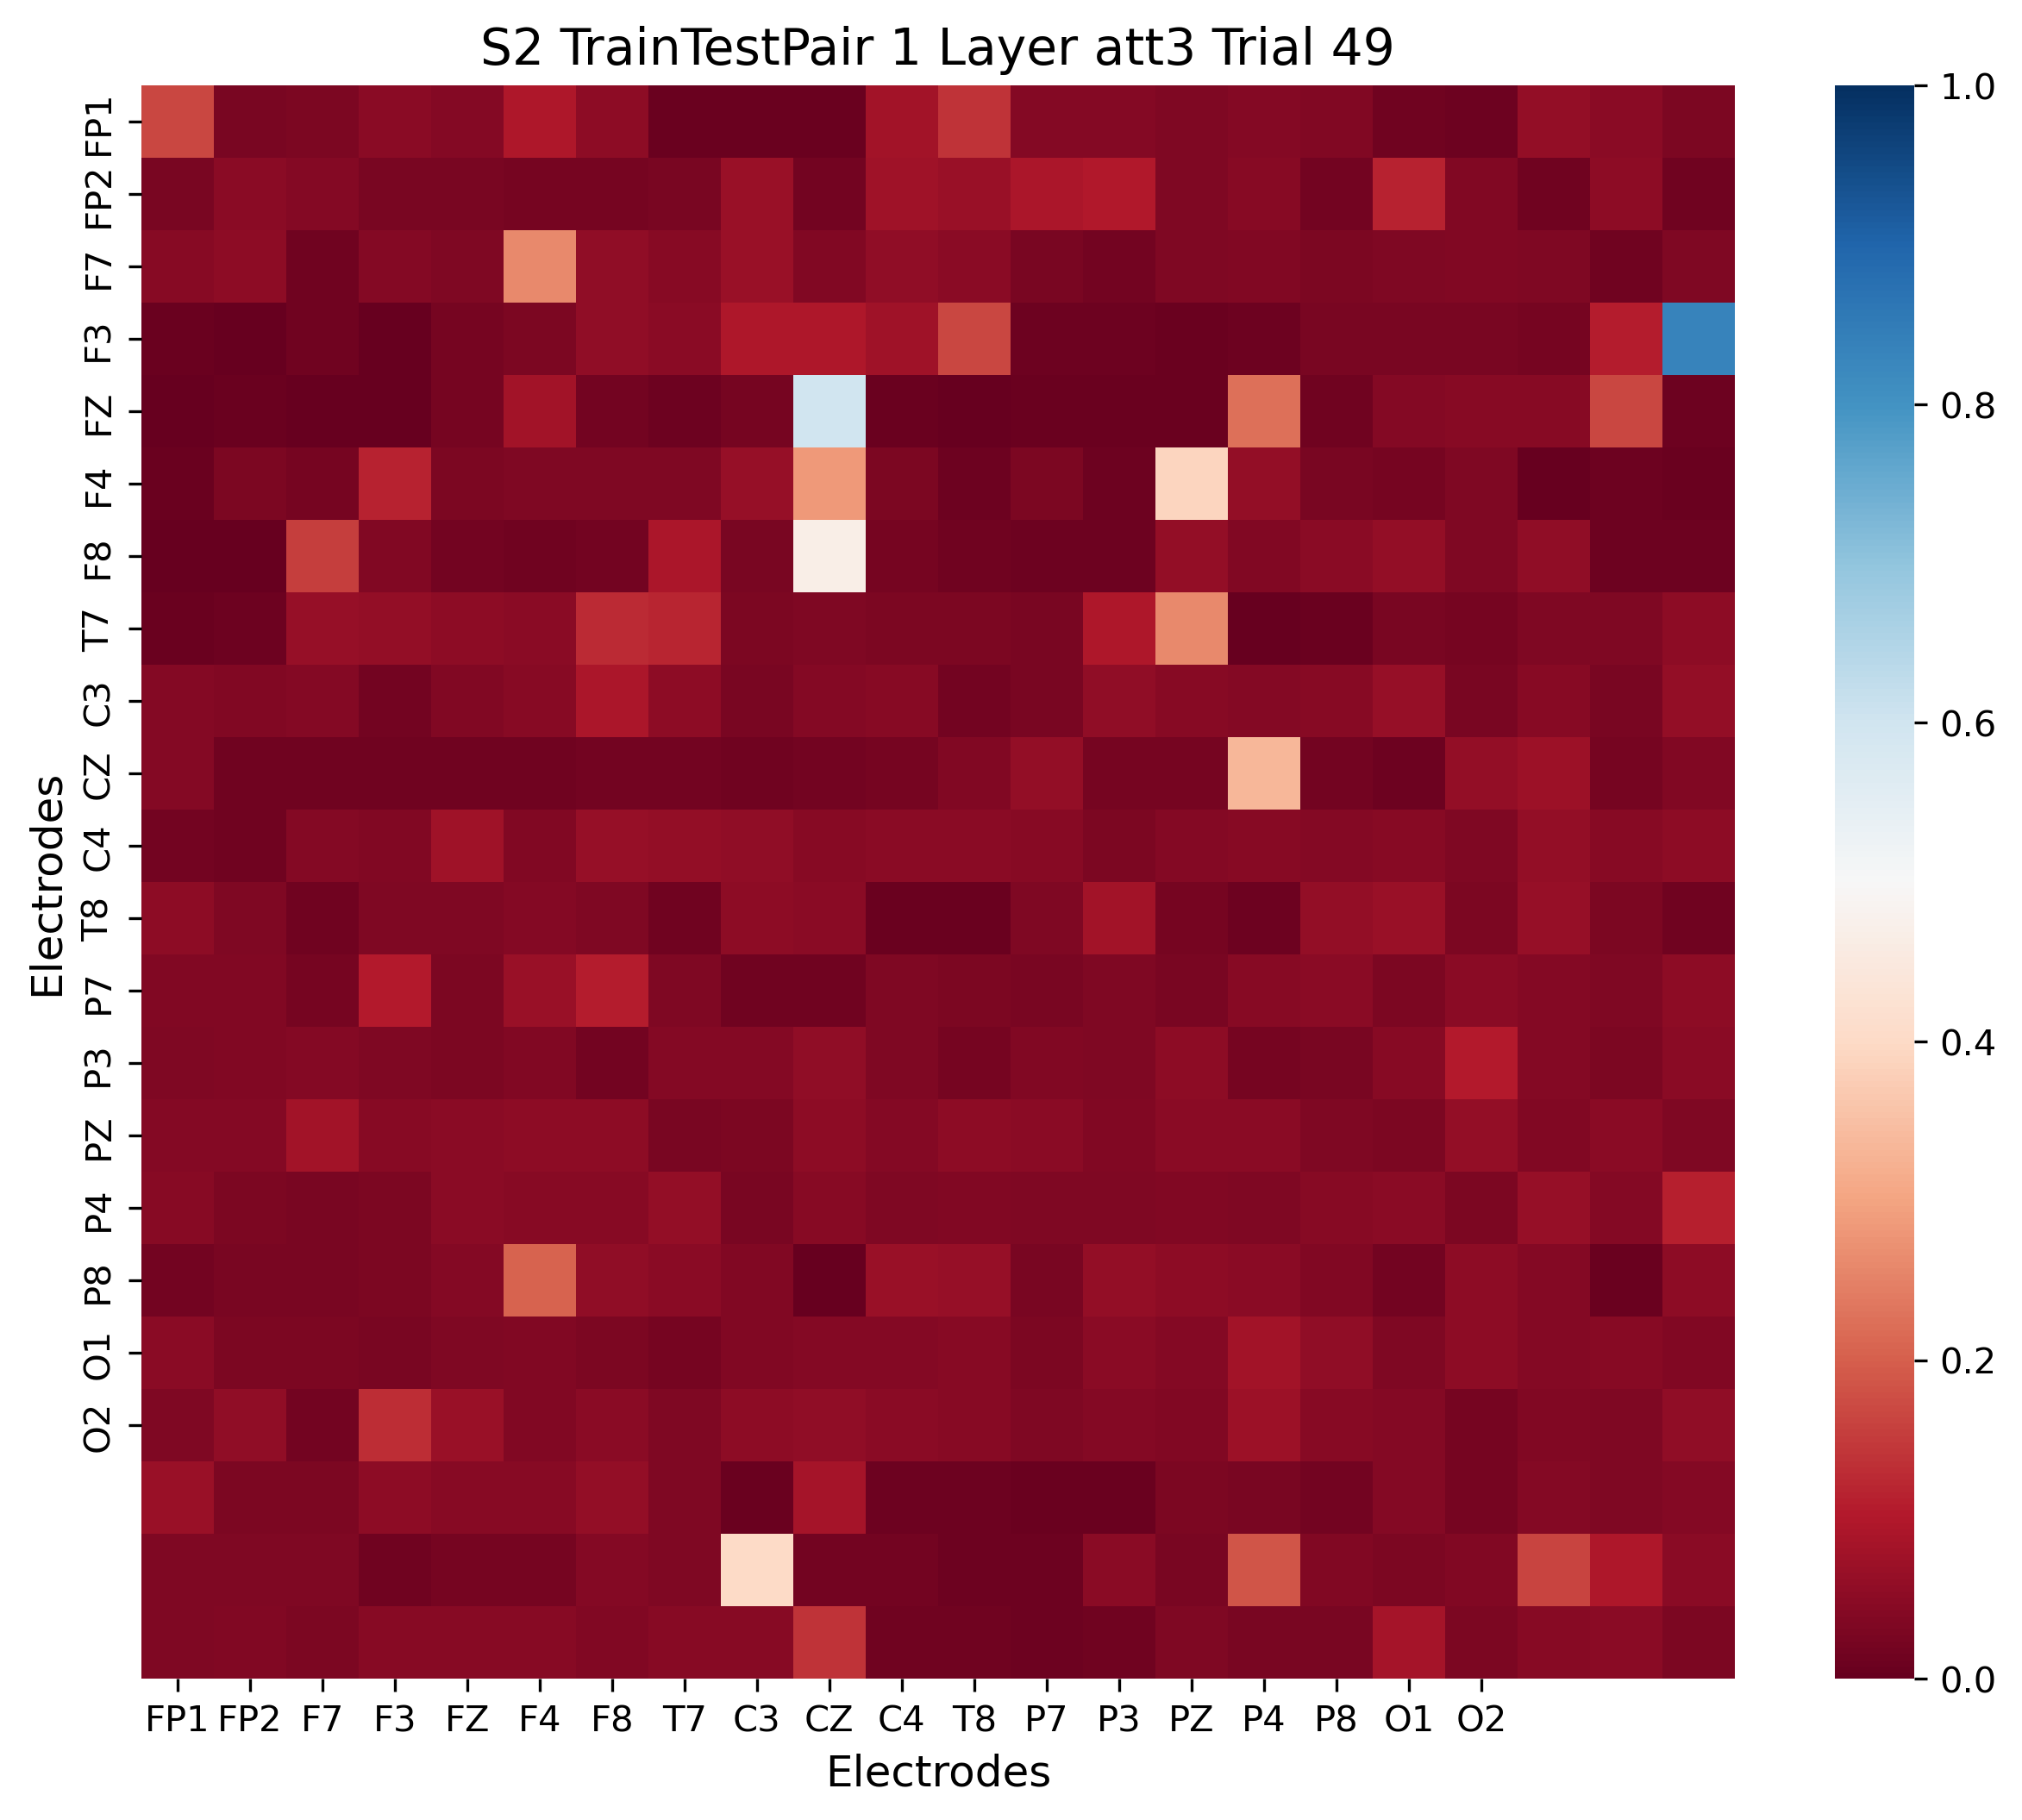 S2 TrainTestPair 1 Layer att3 Trial 49
FP1
FP2
F7
F3
FZ
F4
F8
T7
C3
CZ
C4
T8
P7
P3
PZ
P4
P8
O1
O2
Electrodes
1.0
0.8
0.6
0.4
0.2
0.0
FP1 FP2 F7 F3 FZ F4 F8 T7 C3 CZ C4 T8 P7 P3 PZ P4 P8 O1 O2
Electrodes